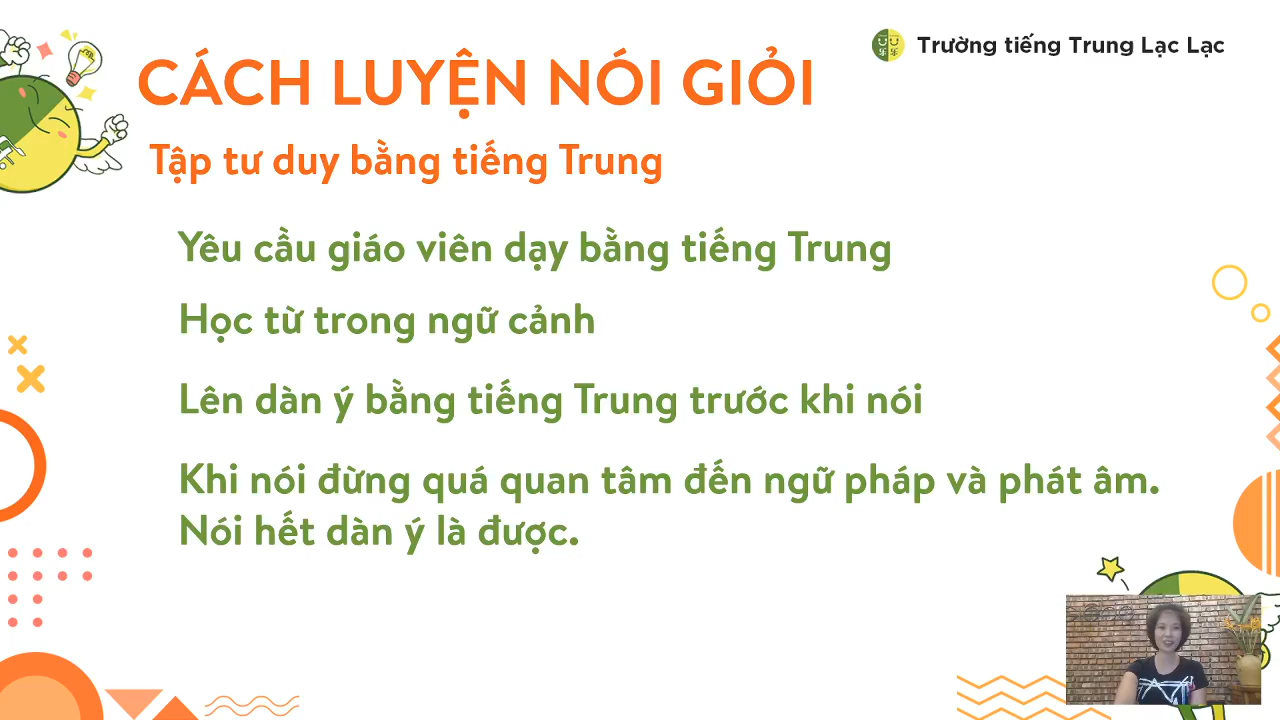 Trường tiếng Trung Lạc Lạc
CÁCH LUYỆN NÓI GIỎI
Tập tư duy bằng tiếng Trung
Yêu cầu giáo viên dạy bằng tiếng Trung
Học từ trong ngữ cảnh
Lên dàn ý bằng tiếng Trung trước khi nói
Khi nói đừng quá quan tâm đến ngữ pháp và phát âm.
Nói hết dàn ý là được.